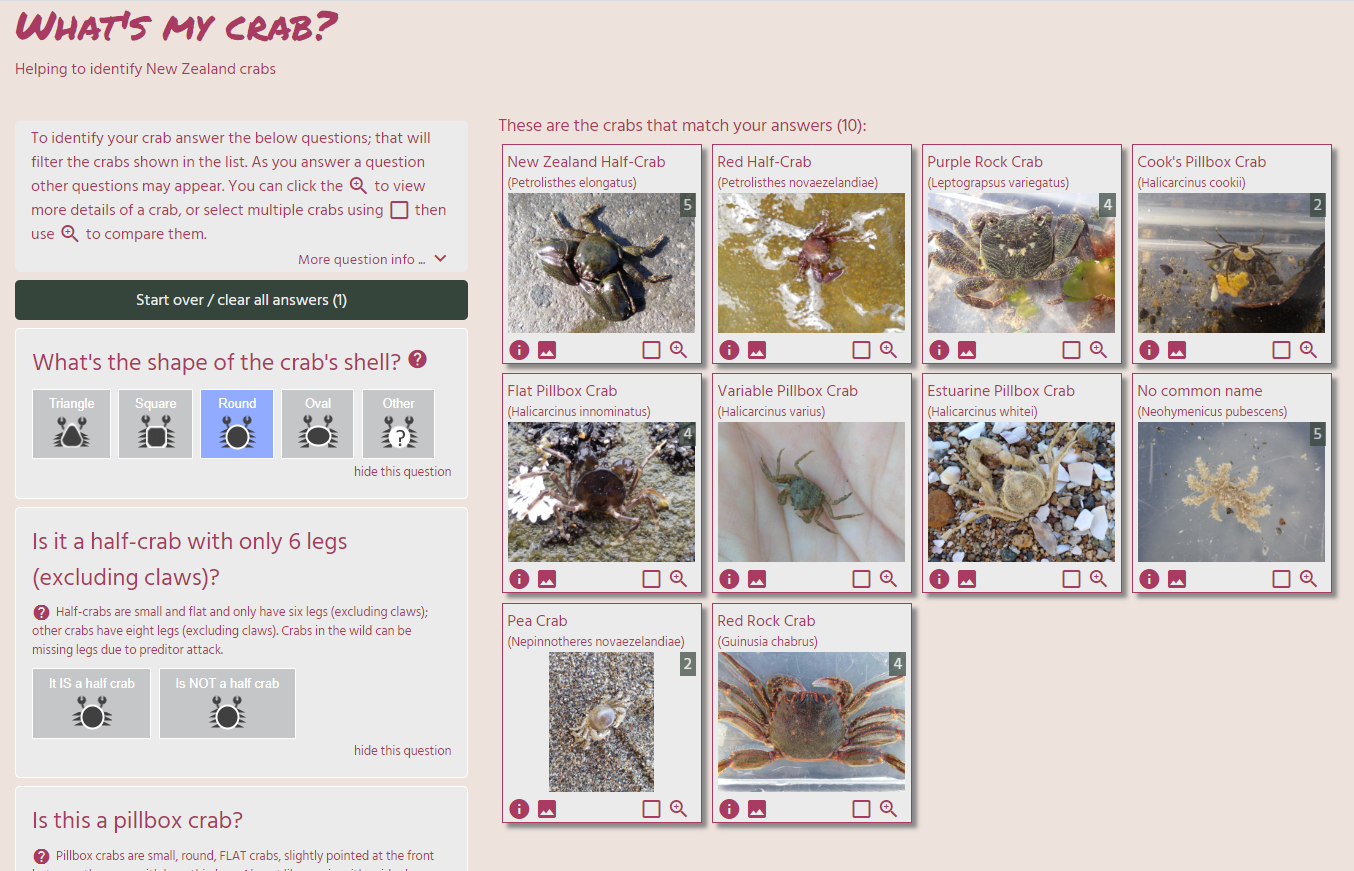 WHAT'S MY CRAB?
Helping to identify New Zealand crabs
To identify your crab answer the below questions; that will
filter the crabs shown in the list. As you answer a question
other questions may appear. You can click the to view
more details of a crab, or select multiple crabs using then
use to compare them.
More question info ...
Start over / clear all answers (1)
What's the shape of the crab's shell? ?
Triangle
Square
Round
Oval
Other
?
hide this question
Is it a half-crab with only 6 legs
(excluding claws)?
? Half-crabs are small and flat and only have six legs (excluding claws);
other crabs have eight legs (excluding claws). Crabs in the wild can be
missing legs due to preditor attack.
It IS a half crab
Is NOT a half crab
hide this question
Is this a pillbox crab?
? Pillbox crabs are small, round, FLAT crabs, slightly pointed at the front
These are the crabs that match your answers (10):
New Zealand Half-Crab
(Petrolisthes elongatus)
5
Red Half-Crab
(Petrolisthes novaezelandiae)
Purple Rock Crab
(Leptograpsus variegatus)
4
Cook's Pillbox Crab
(Halicarcinus cookii)
2
Flat Pillbox Crab
(Halicarcinus innominatus)
4
Variable Pillbox Crab
(Halicarcinus varius)
Estuarine Pillbox Crab
(Halicarcinus whitei)
No common name
(Neohymenicus pubescens)
5
Pea Crab
(Nepinnotheres novaezelandiae)
2
Red Rock Crab
(Guinusia chabrus)
4